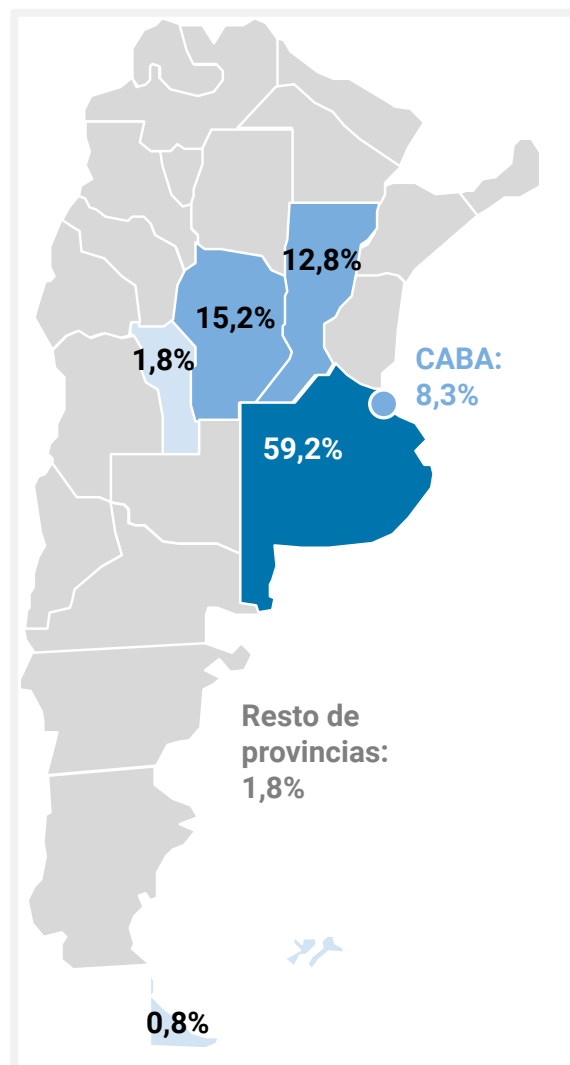 12,8%
15,2%
1,8%
CABA:
8,3%
59,2%
Resto de
provincias:
1,8%
0,8%